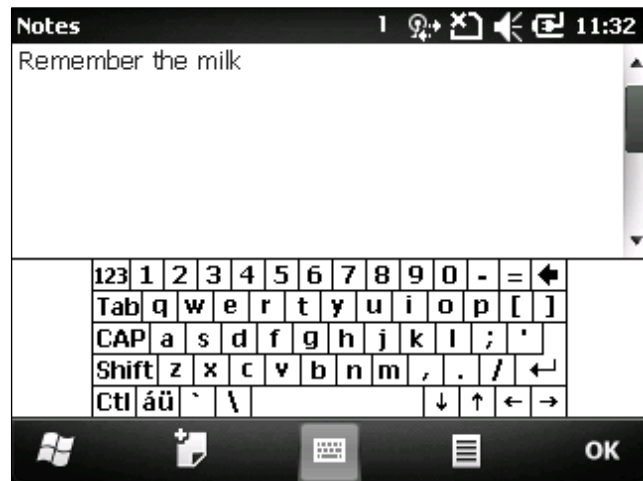 Notes 1 11:32
Remember the milk
123 1 2 3 4 5 6 7 8 9 0 - =
Tab q w e r t y u i o p [ ]
CAP a s d f g h j k l ; '
Shift z x c v b n m , . /
Ctl áü ` \
OK